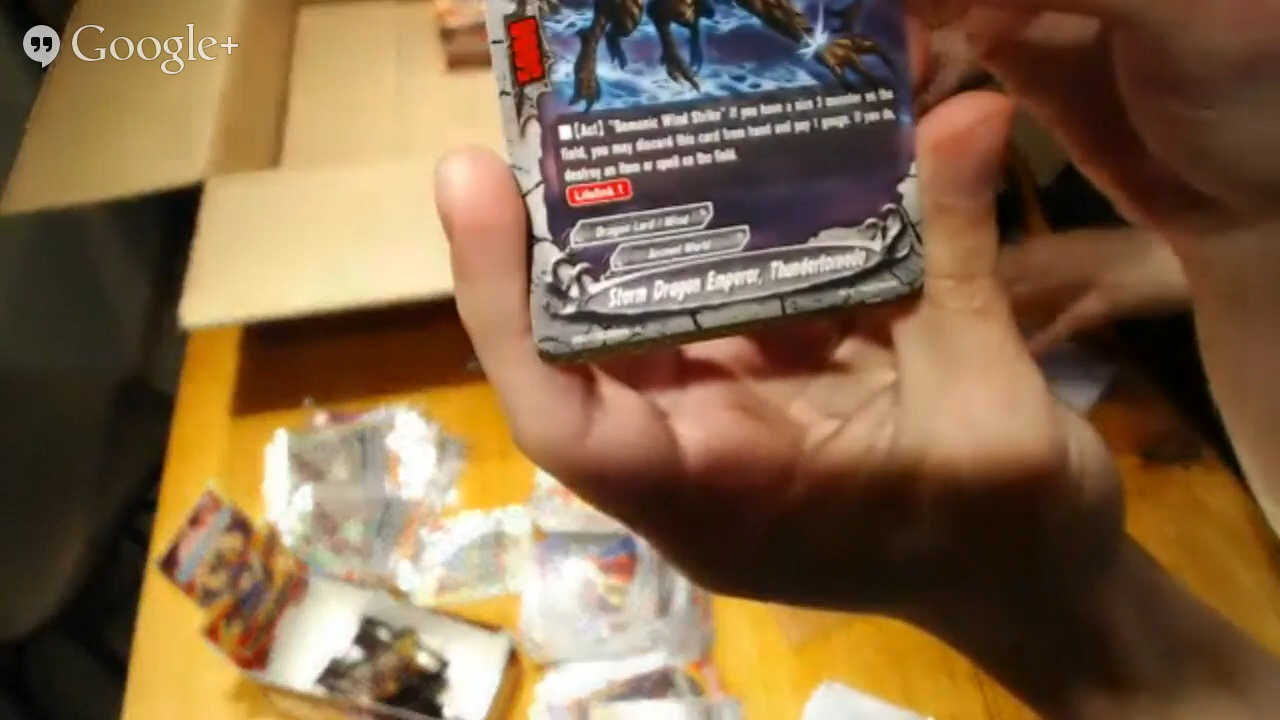 Google+
[Act] "Demonic Wind Strike" If you have a size 3 monster on the
field, you may discard this card from hand and pay 1 gauge. If you do,
destroy an item or spell on the field.
Lifelink 1
Dragon Lord / Wind
Ancient World
Storm Dragon Emperor, Thundertornado